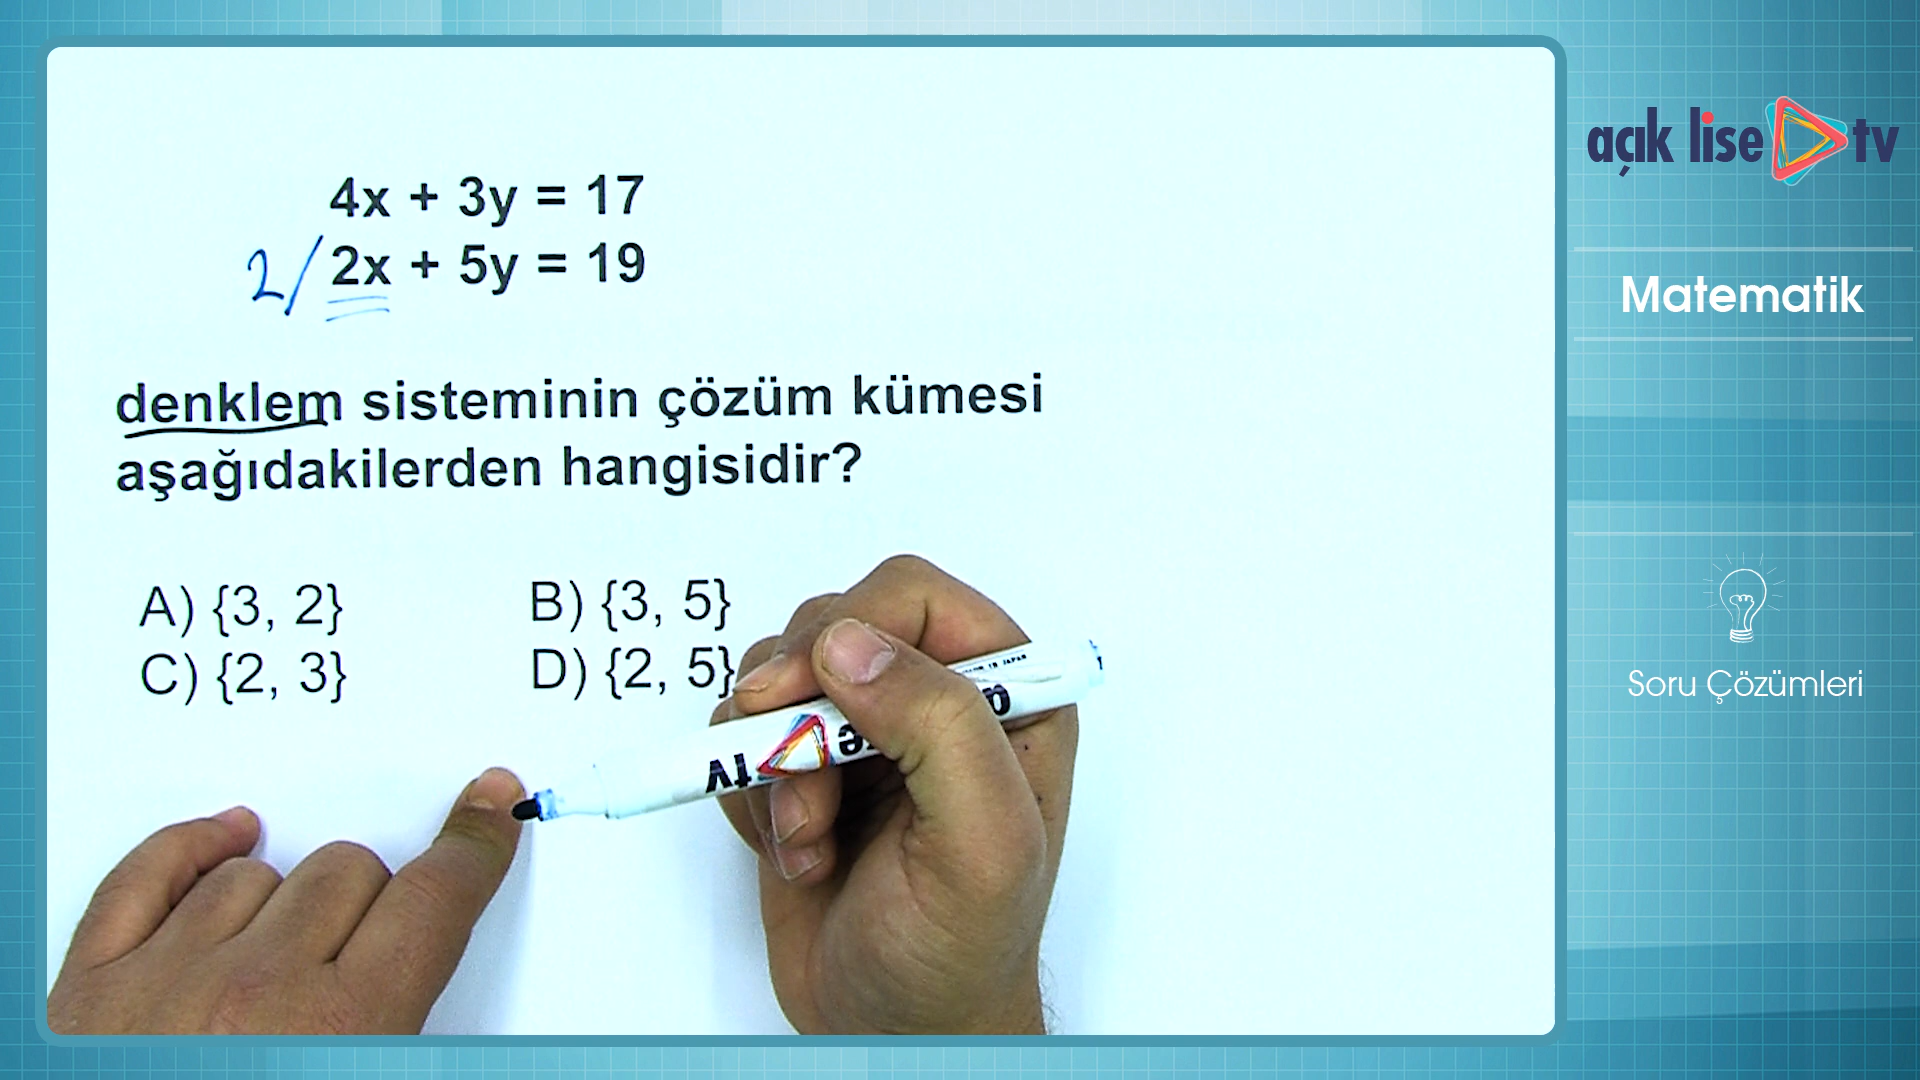 4x + 3y = 17
2/ 2x + 5y = 19
denklem sisteminin çözüm kümesi
aşağıdakilerden hangisidir?
A) {3, 2} B) {3, 5}
C) {2, 3} D) {2, 5}
tv
açık lise tv
Matematik
Soru Çözümleri